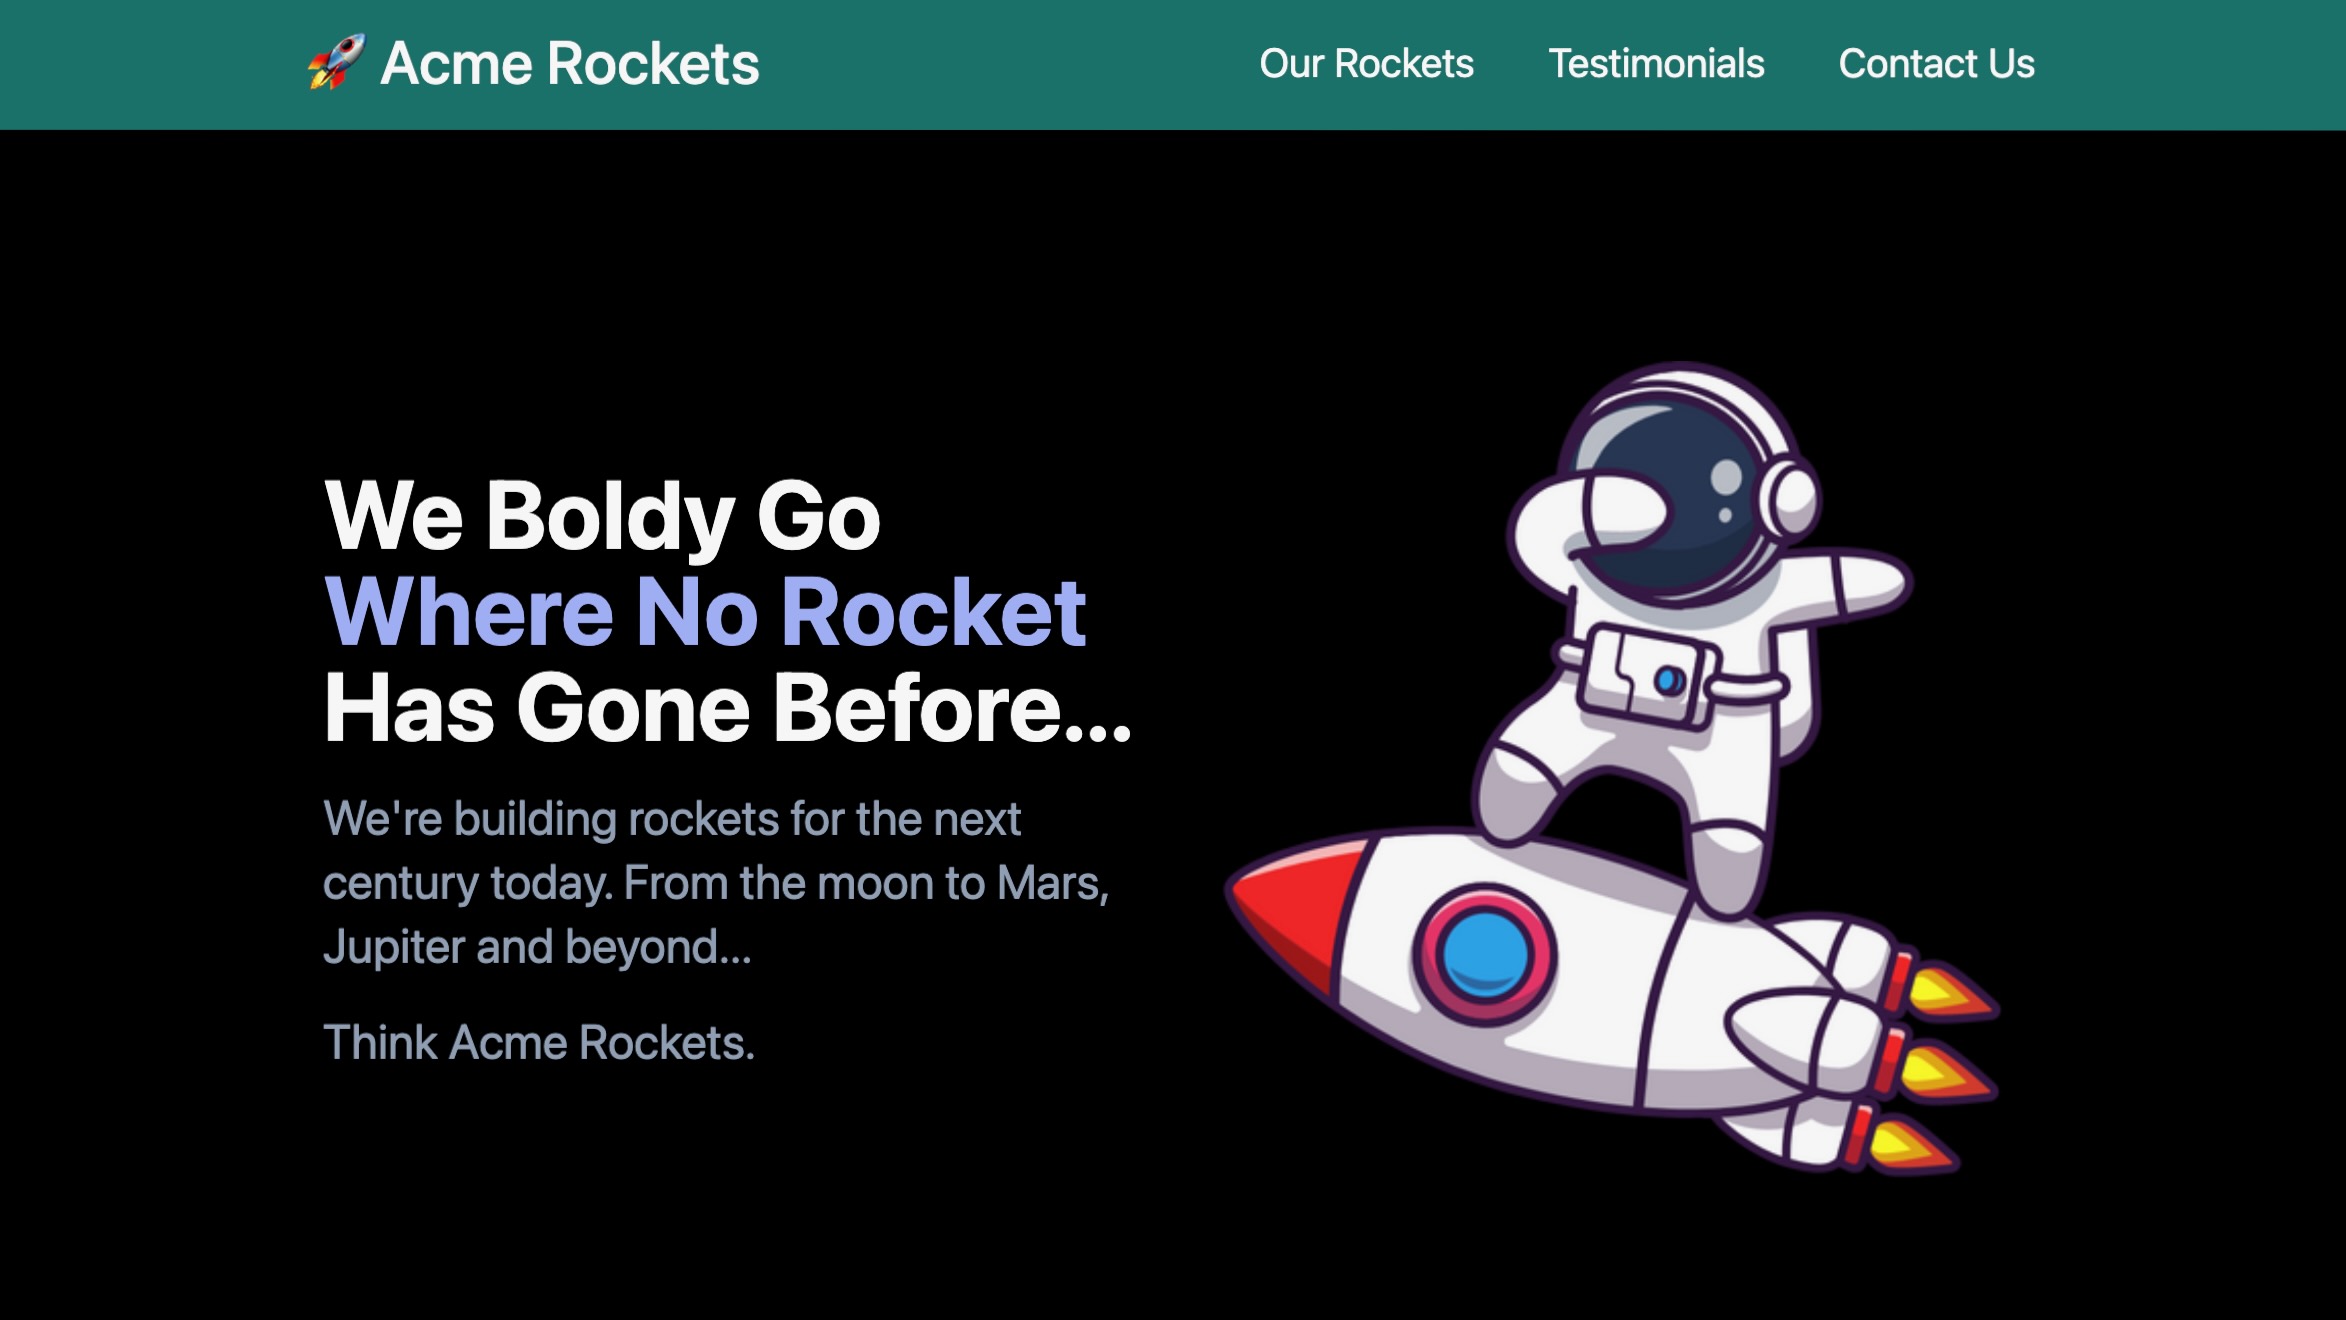 🚀 Acme Rockets
Our Rockets
Testimonials
Contact Us
We Boldy Go
Where No Rocket
Has Gone Before...
We're building rockets for the next
century today. From the moon to Mars,
Jupiter and beyond...
Think Acme Rockets.